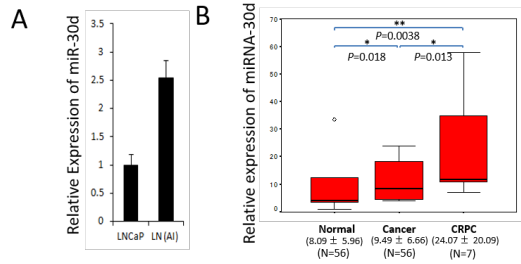 A
Relative Expression of miR-30d
3
2.5
2
1.5
1
0.5
0
LNCaP LN(AI)
B
Relative expression of miRNA-30d
70
60
50
40
30
20
10
0
**
P=0.0038
* *
P=0.018 P=0.013
Normal Cancer CRPC
(8.09 ± 5.96) (9.49 ± 6.66) (24.07 ± 20.09)
(N=56) (N=56) (N=7)